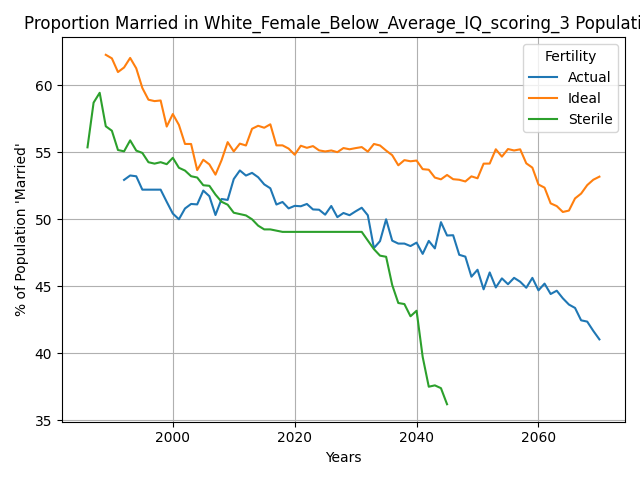 Proportion Married in White_Female_Below_Average_IQ_scoring_3 Populati
Fertility
Actual
Ideal
Sterile
% of Population 'Married'
60
55
50
45
40
35
2000
2020
2040
2060
Years